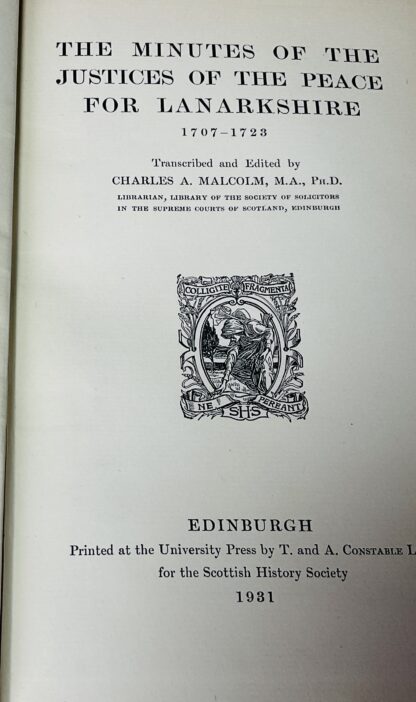 THE MINUTES OF THE
JUSTICES OF THE PEACE
FOR LANARKSHIRE
1707-1723
Transcribed and Edited by
CHARLES A. MALCOLM, M.A., PH.D.
LIBRARIAN, LIBRARY OF THE SOCIETY OF SOLICITORS
IN THE SUPREME COURTS OF SCOTLAND, EDINBURGH
COLLIGITE FRAGMENTA
NE PEREANT
SHS
EDINBURGH
Printed at the University Press by T. and A. CONSTABLE L
for the Scottish History Society
1931